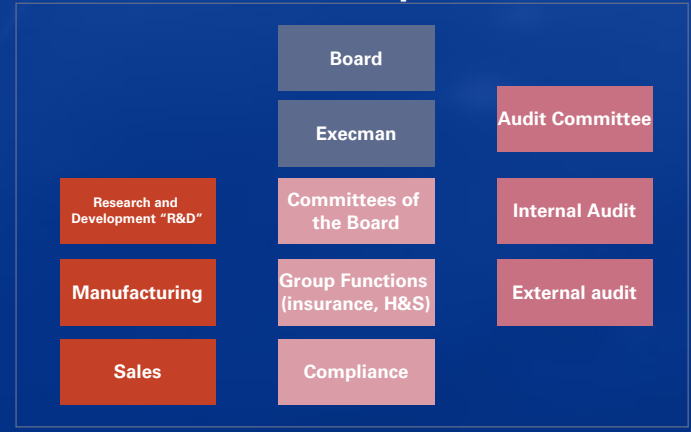 Board
Execman
Audit Committee
Research and
Development “R&D”
Committees of
the Board
Internal Audit
Manufacturing
Group Functions
(insurance, H&S)
External audit
Sales
Compliance